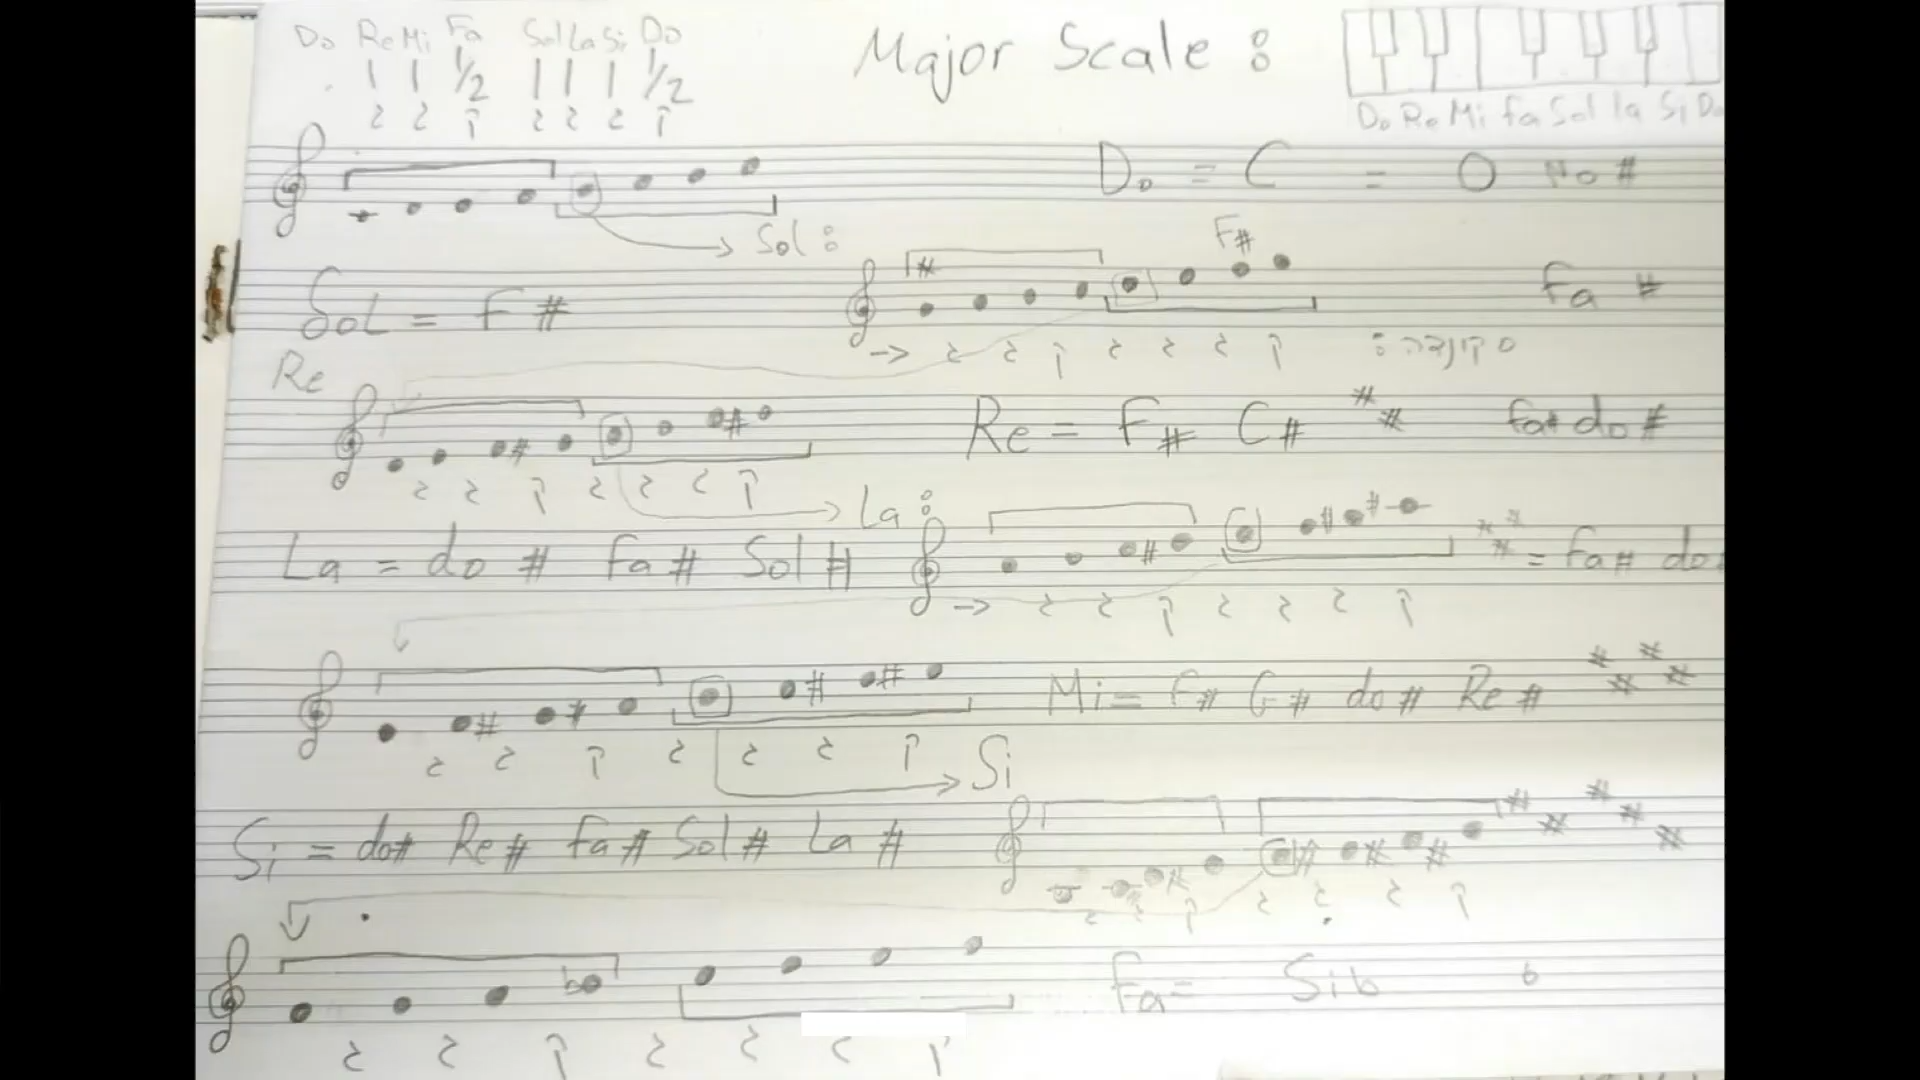 Do Re Mi Fa Sol La Si Do
1 1 1/2 1 1 1 1/2
Major Scale :
Do Re Mi fa Sol la Si Do
Do = C = 0 No #
Sol :
SoL = F #
#
F#
Fa #
סקונדה :
Re
# #
Re = F# C# # # fa# do #
La :
La = do # Fa # Sol #
# # #
# # # = fa # do
# # # #
Mi = F# G# do # Re # # # # #
Si
Si = do# Re# Fa# Sol# La #
# # # # #
# # # # #
b
Fa = Sib b